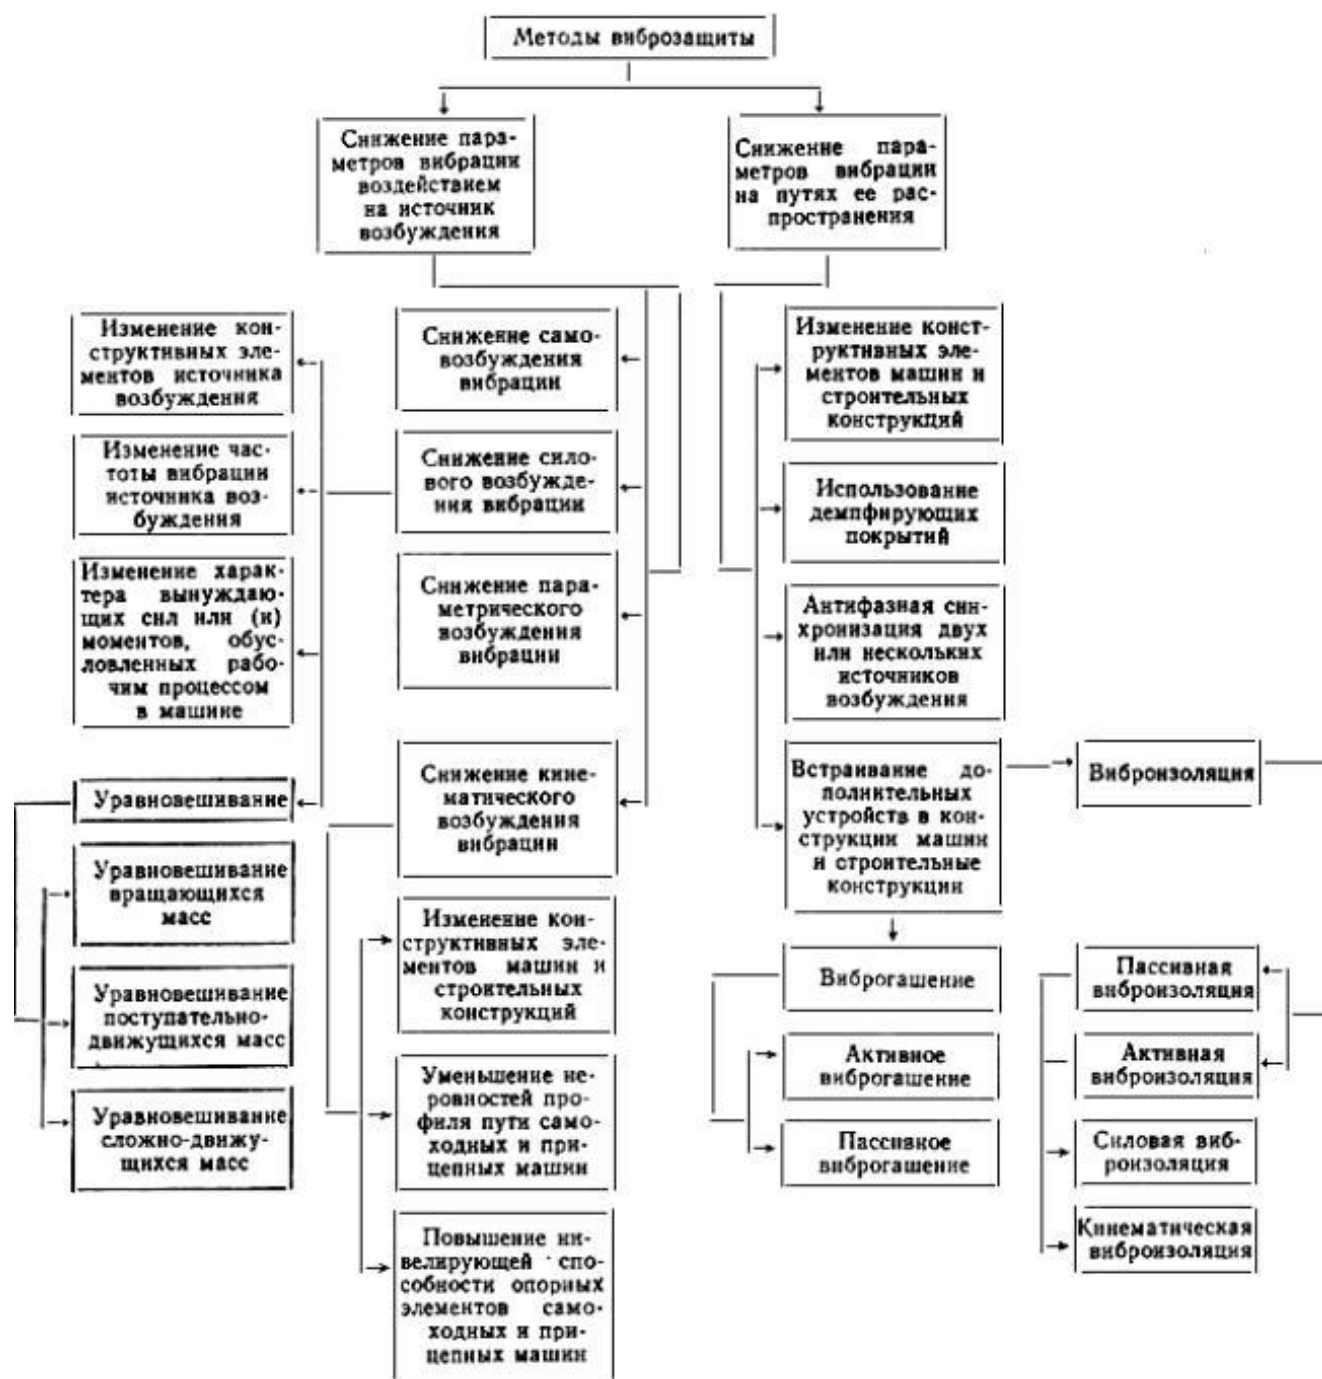 Методы виброзащиты
Снижение пара-
метров вибрации
воздействием
на источник
возбуждения
Снижение пара-
метров вибрации
на путях ее рас-
пространения
Изменение кон-
структивных эле-
ментов источника
возбуждения
Изменение час-
тоты вибрации
источника воз-
буждения
Изменение харак-
тера вынуждаю-
щих сил или (и)
моментов, обус-
ловленных рабо-
чим процессом
в машине
Уравновешивание
Уравновешивание
вращающихся
масс
Уравновешивание
поступательно-
движущихся масс
Уравновешивание
сложно-движу-
щихся масс
Снижение само-
возбуждения
вибрации
Снижение сило-
вого возбужде-
ния вибрации
Снижение пара-
метрического
возбуждения
вибрации
Снижение кине-
матического
возбуждения
вибрации
Изменение кон-
структивных эле-
ментов машин и
строительных
конструкций
Уменьшение не-
ровностей про-
филя пути само-
ходных и при-
цепных машин
Повышение ни-
велирующей спо-
собности опорных
элементов само-
ходных и при-
цепных машин
Изменение конст-
руктивных эле-
ментов машин и
строительных
конструкций
Использование
демпфирующих
покрытий
Антифазная син-
хронизация двух
или нескольких
источников
возбуждения
Встраивание до-
полнительных
устройств в кон-
струкции машин
и строительные
конструкции
Виброгашение
Активное
виброгашение
Пассивное
виброгашение
Виброизоляция
Пассивная
виброизоляция
Активная
виброизоляция
Силовая виб-
роизоляция
Кинематическая
виброизоляция